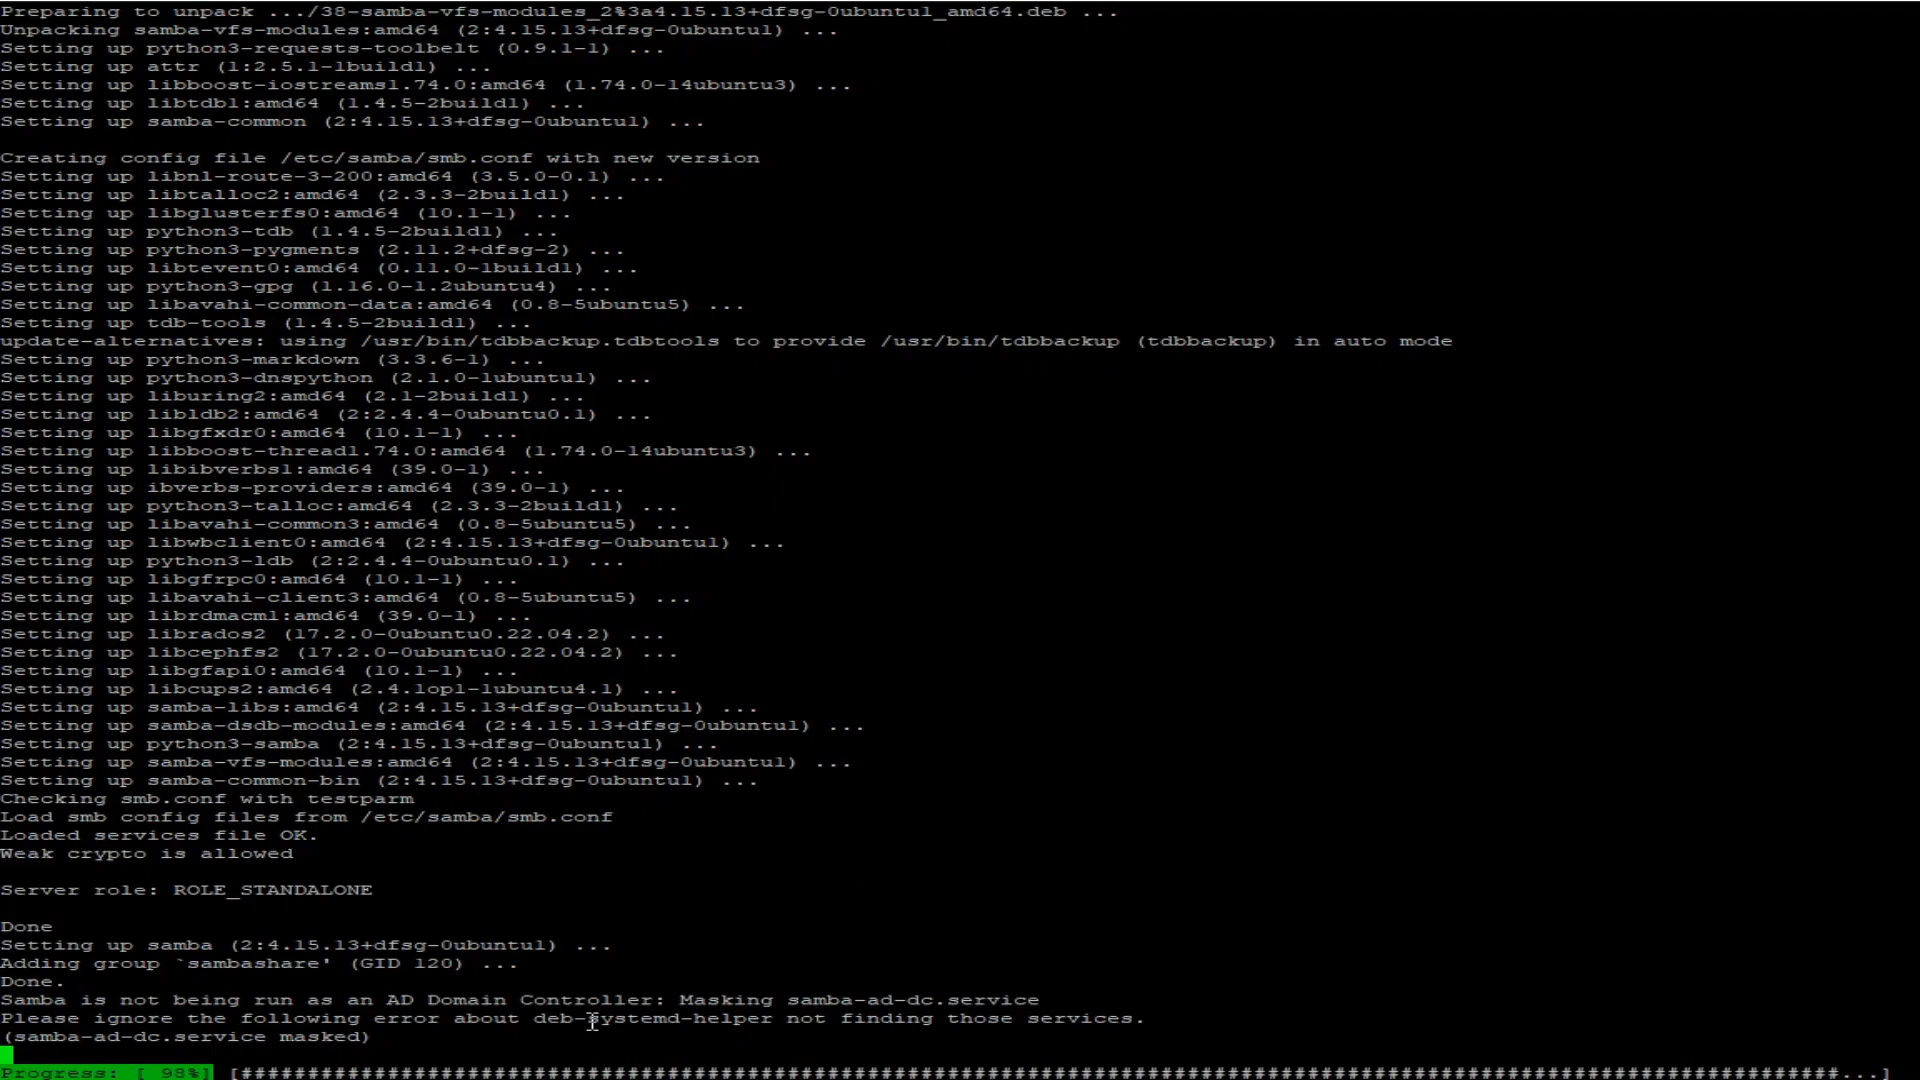 Preparing to unpack .../38-samba-vfs-modules_2%3a4.15.13+dfsg-0ubuntu1_amd64.deb ...
Unpacking samba-vfs-modules:amd64 (2:4.15.13+dfsg-0ubuntu1) ...
Setting up python3-requests-toolbelt (0.9.1-1) ...
Setting up attr (1:2.5.1-1build1) ...
Setting up libboost-iostreams1.74.0:amd64 (1.74.0-14ubuntu3) ...
Setting up libtdb1:amd64 (1.4.5-2build1) ...
Setting up samba-common (2:4.15.13+dfsg-0ubuntu1) ...
Creating config file /etc/samba/smb.conf with new version
Setting up libnl-route-3-200:amd64 (3.5.0-0.1) ...
Setting up libtalloc2:amd64 (2.3.3-2build1) ...
Setting up libglusterfs0:amd64 (10.1-1) ...
Setting up python3-tdb (1.4.5-2build1) ...
Setting up python3-pygments (2.11.2+dfsg-2) ...
Setting up libtevent0:amd64 (0.11.0-1build1) ...
Setting up python3-gpg (1.16.0-1.2ubuntu4) ...
Setting up libavahi-common-data:amd64 (0.8-5ubuntu5) ...
Setting up tdb-tools (1.4.5-2build1) ...
update-alternatives: using /usr/bin/tdbbackup.tdbtools to provide /usr/bin/tdbbackup (tdbbackup) in auto mode
Setting up python3-markdown (3.3.6-1) ...
Setting up python3-dnspython (2.1.0-1ubuntu1) ...
Setting up liburing2:amd64 (2.1-2build1) ...
Setting up libldb2:amd64 (2:2.4.4-0ubuntu0.1) ...
Setting up libgfxdr0:amd64 (10.1-1) ...
Setting up libboost-thread1.74.0:amd64 (1.74.0-14ubuntu3) ...
Setting up libibverbs1:amd64 (39.0-1) ...
Setting up ibverbs-providers:amd64 (39.0-1) ...
Setting up python3-talloc:amd64 (2.3.3-2build1) ...
Setting up libavahi-common3:amd64 (0.8-5ubuntu5) ...
Setting up libwbclient0:amd64 (2:4.15.13+dfsg-0ubuntu1) ...
Setting up python3-ldb (2:2.4.4-0ubuntu0.1) ...
Setting up libgfrpc0:amd64 (10.1-1) ...
Setting up libavahi-client3:amd64 (0.8-5ubuntu5) ...
Setting up librdmacm1:amd64 (39.0-1) ...
Setting up librados2 (17.2.0-0ubuntu0.22.04.2) ...
Setting up libcephfs2 (17.2.0-0ubuntu0.22.04.2) ...
Setting up libgfapi0:amd64 (10.1-1) ...
Setting up libcups2:amd64 (2.4.1op1-1ubuntu4.1) ...
Setting up samba-libs:amd64 (2:4.15.13+dfsg-0ubuntu1) ...
Setting up samba-dsdb-modules:amd64 (2:4.15.13+dfsg-0ubuntu1) ...
Setting up python3-samba (2:4.15.13+dfsg-0ubuntu1) ...
Setting up samba-vfs-modules:amd64 (2:4.15.13+dfsg-0ubuntu1) ...
Setting up samba-common-bin (2:4.15.13+dfsg-0ubuntu1) ...
Checking smb.conf with testparm
Load smb config files from /etc/samba/smb.conf
Loaded services file OK.
Weak crypto is allowed
Server role: ROLE_STANDALONE
Done
Setting up samba (2:4.15.13+dfsg-0ubuntu1) ...
Adding group `sambashare' (GID 120) ...
Done.
Samba is not being run as an AD Domain Controller: Masking samba-ad-dc.service
Please ignore the following error about deb-systemd-helper not finding those services.
(samba-ad-dc.service masked)
Progress: [ 98%] [########################################################################################################################...]